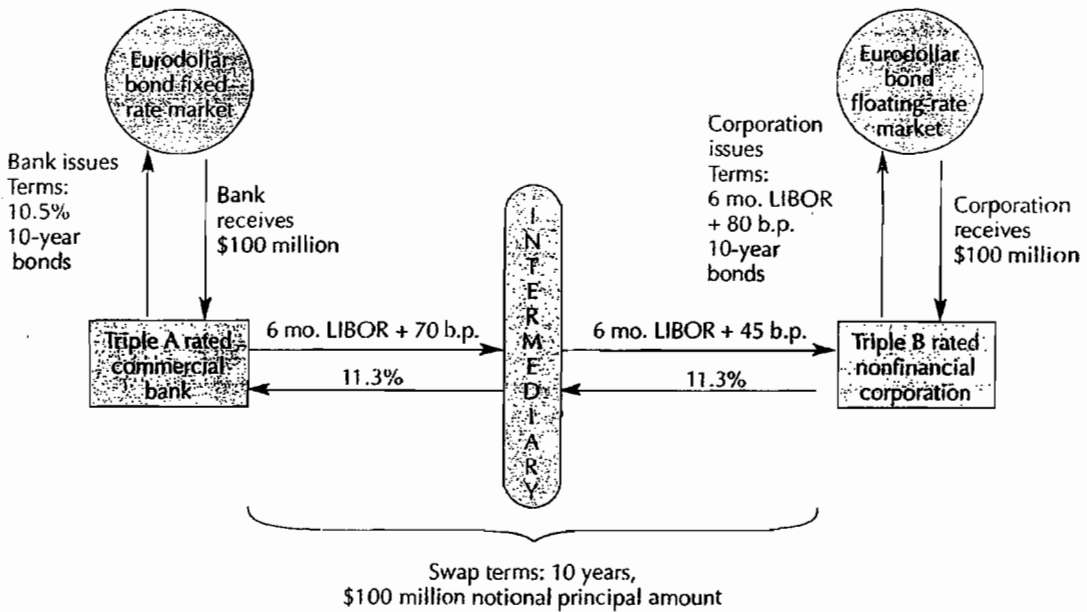 Eurodollar
bond fixed-
rate market
Bank issues
Terms:
10.5%
10-year
bonds
Bank
receives
$100 million
Triple A rated
commercial
bank
6 mo. LIBOR + 70 b.p.
11.3%
INTERMEDIARY
6 mo. LIBOR + 45 b.p.
11.3%
Eurodollar
bond
floating-rate
market
Corporation
issues
Terms:
6 mo. LIBOR
+ 80 b.p.
10-year
bonds
Corporation
receives
$100 million
Triple B rated
nonfinancial
corporation
Swap terms: 10 years,
$100 million notional principal amount